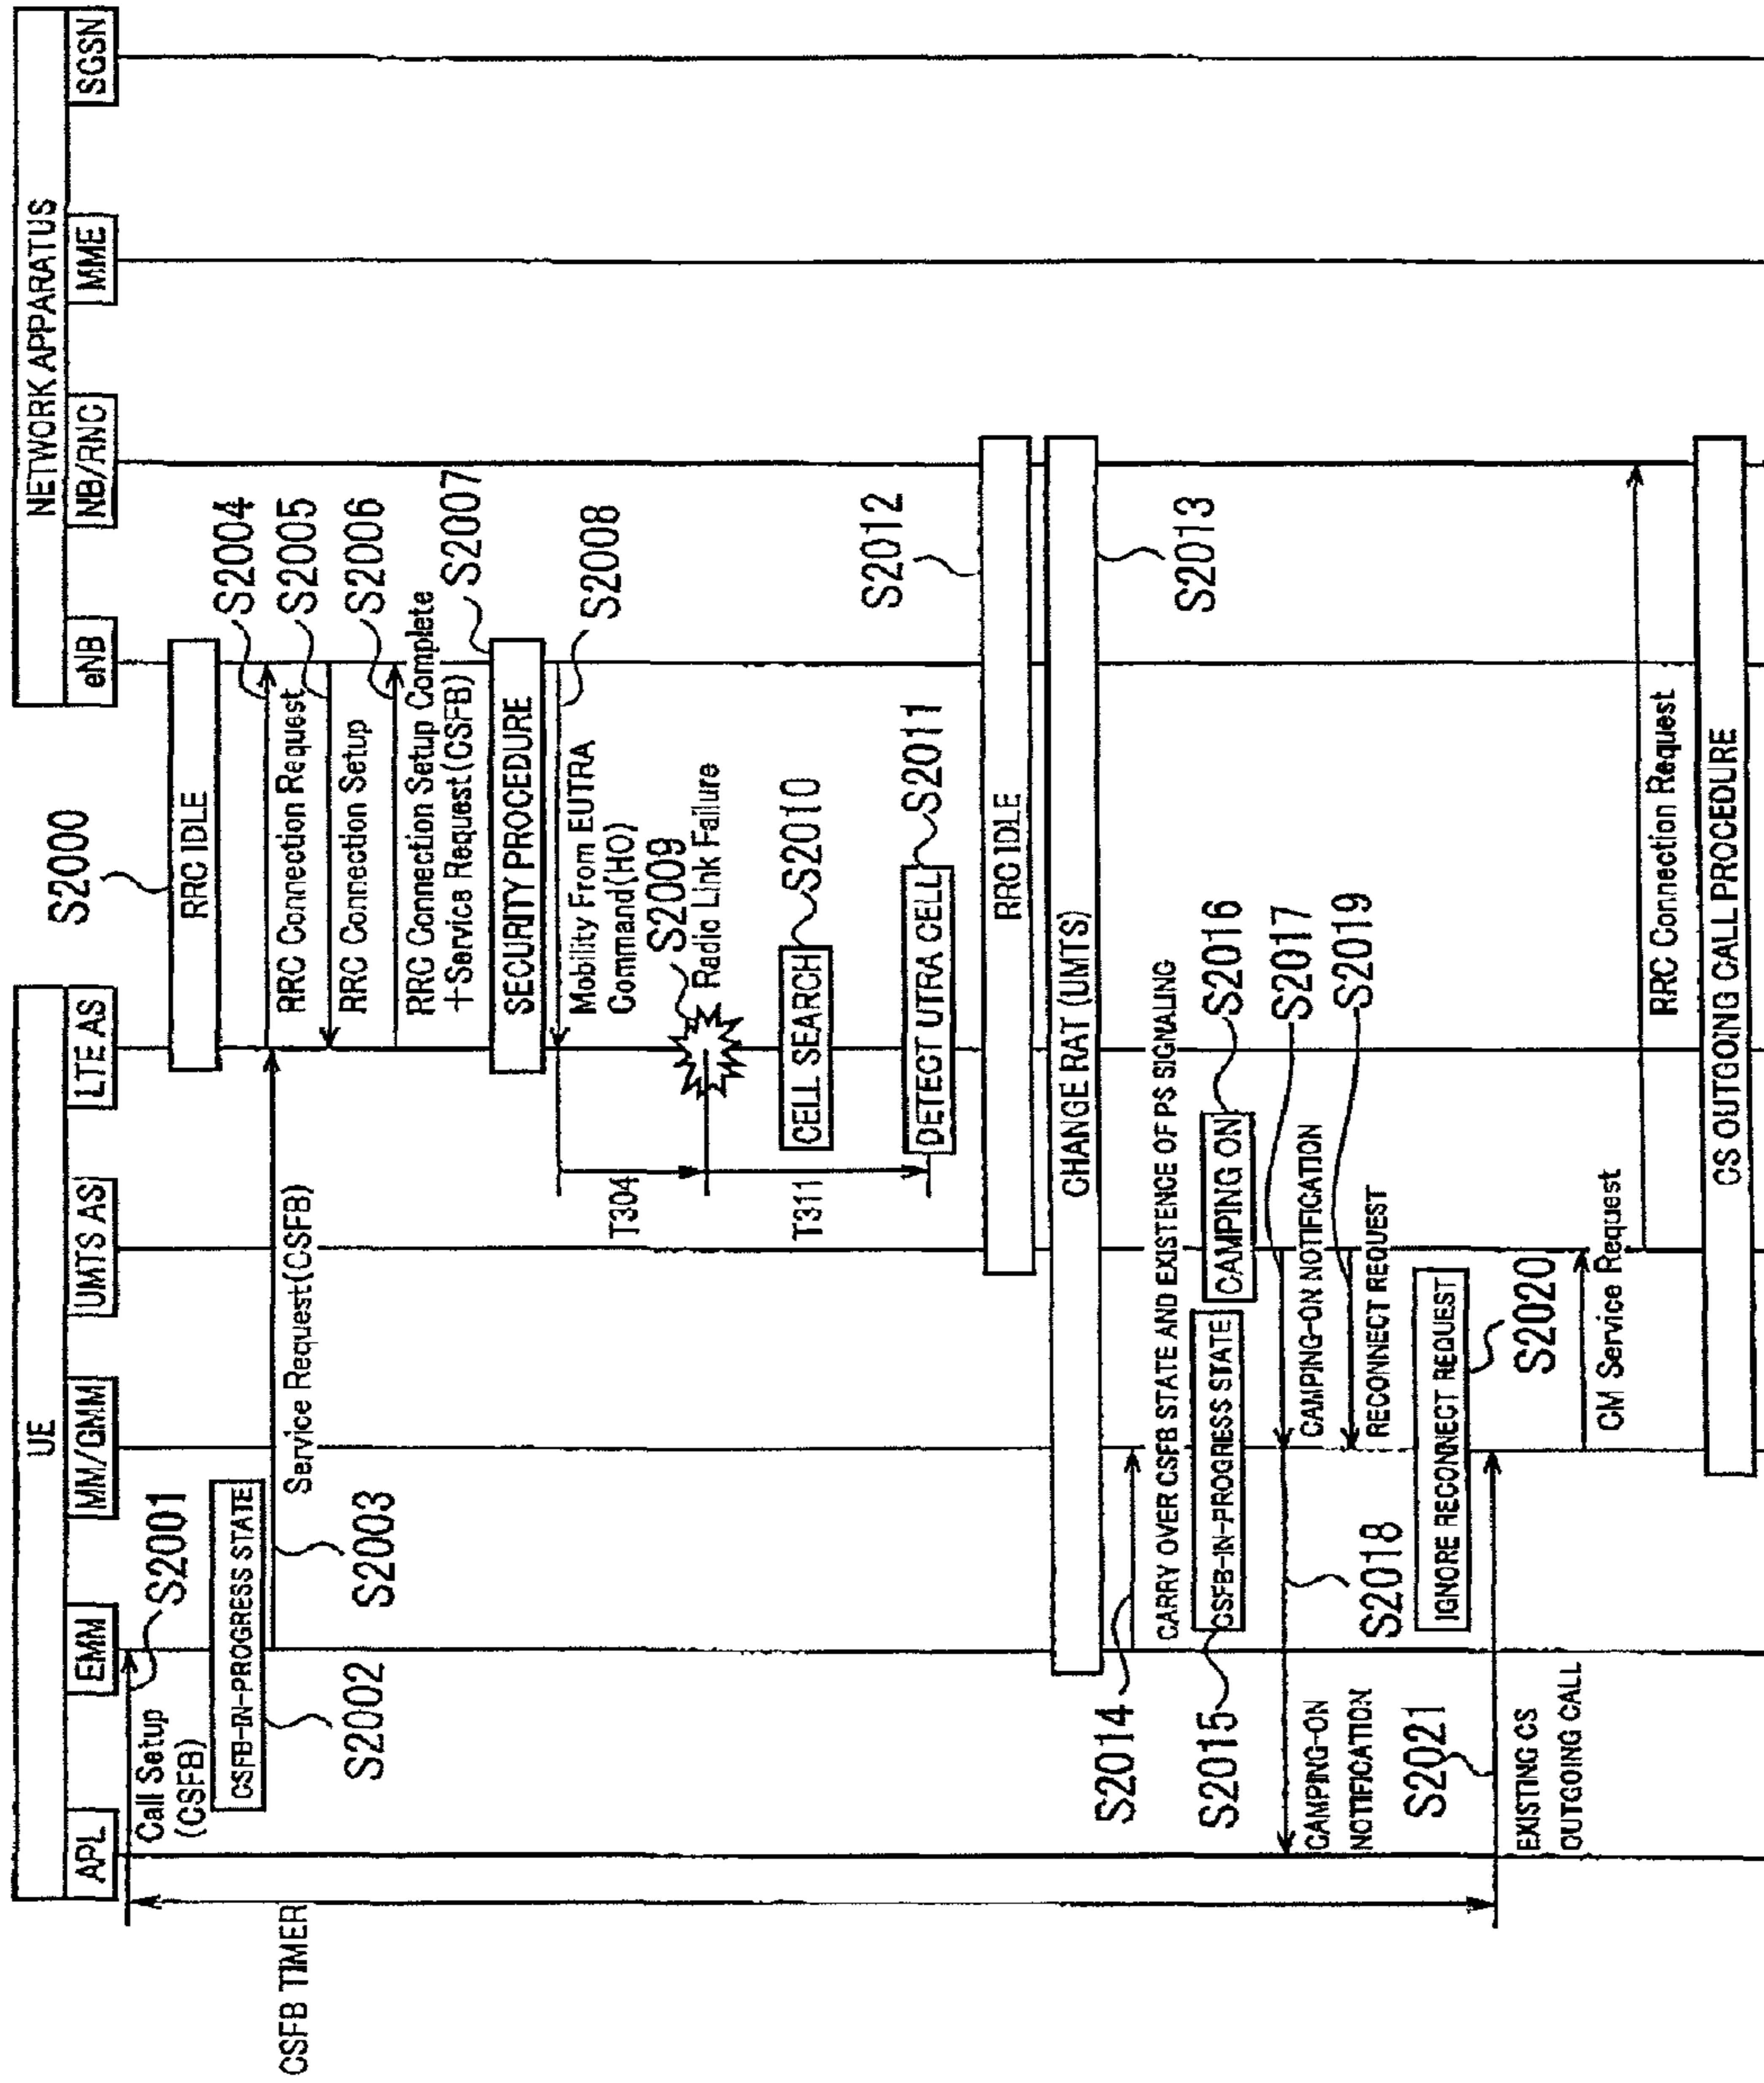 UE
NETWORK APPARATUS
APL
EMM
MM/GMM
UMTS AS
LTE AS
eNB
NB/RNC
MME
SGSN
CSFB TIMER
S2000
RRC IDLE
Call Setup
(CSFB)
S2001
CSFB-IN-PROGRESS STATE
S2002
S2003
Service Request(CSFB)
S2004
RRC Connection Request
S2005
RRC Connection Setup
S2006
RRC Connection Setup Complete
+Service Request(CSFB)
S2007
SECURITY PROCEDURE
S2008
Mobility From EUTRA
Command(HO)
S2009
Radio Link Failure
T304
CELL SEARCH
S2010
T311
DETECT UTRA CELL
S2011
S2012
RRC IDLE
CHANGE RAT (UMTS)
S2013
S2014
CARRY OVER CSFB STATE AND EXISTENCE OF PS SIGNALING
S2015
CSFB-IN-PROGRESS STATE
CAMPING ON
S2016
S2017
CAMPING-ON NOTIFICATION
S2018
CAMPING-ON
NOTIFICATION
S2019
RECONNECT REQUEST
IGNORE RECONNECT REQUEST
S2020
S2021
EXISTING CS
OUTGOING CALL
CM Service Request
RRC Connection Request
CS OUTGOING CALL PROCEDURE